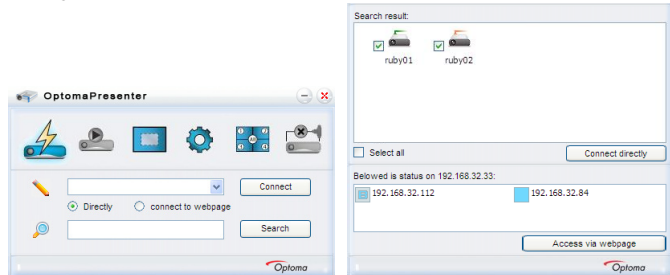 OptomaPresenter
Connect
Directly
connect to webpage
Search
Optoma
Search result:
ruby01
ruby02
Select all
Connect directly
Belowed is status on 192.168.32.33:
192.168.32.112
192.168.32.84
Access via webpage
Optoma